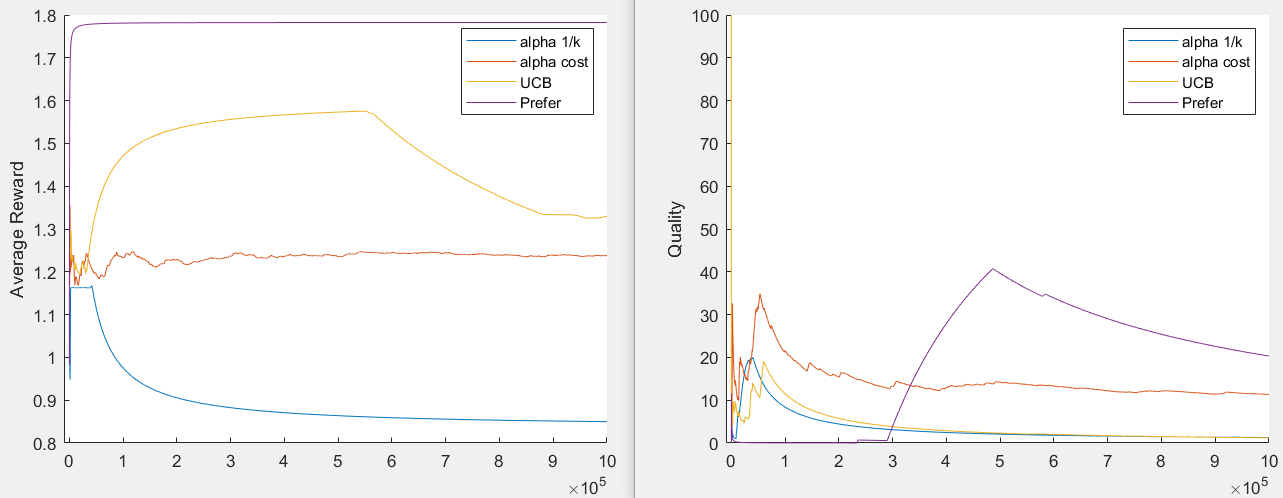 1.8
1.7
1.6
1.5
1.4
1.3
1.2
1.1
1
0.9
0.8
Average Reward
0 1 2 3 4 5 6 7 8 9 10
×10^5
alpha 1/k
alpha cost
UCB
Prefer
100
90
80
70
60
50
40
30
20
10
0
Quality
0 1 2 3 4 5 6 7 8 9 10
×10^5
alpha 1/k
alpha cost
UCB
Prefer